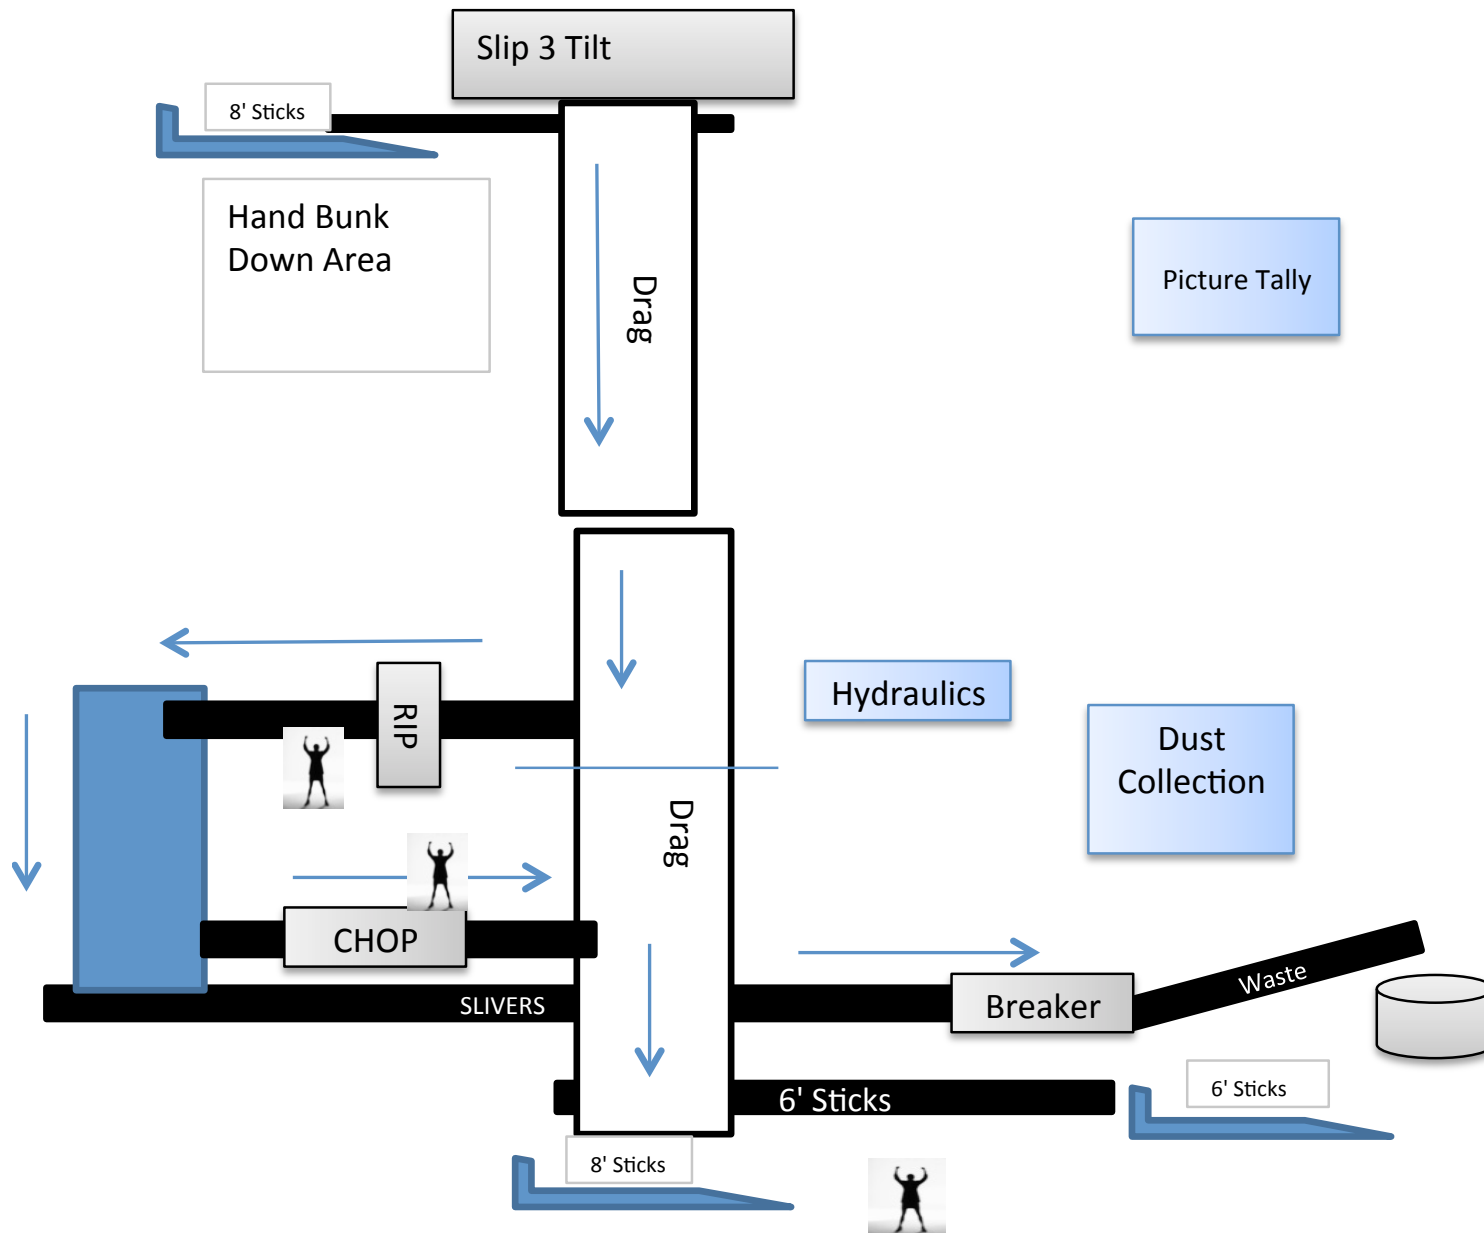 Slip 3 Tilt
8' Sticks
Hand Bunk
Down Area
Drag
Picture Tally
RIP
Hydraulics
Dust
Collection
Drag
CHOP
SLIVERS
Breaker
Waste
6' Sticks
6' Sticks
8' Sticks